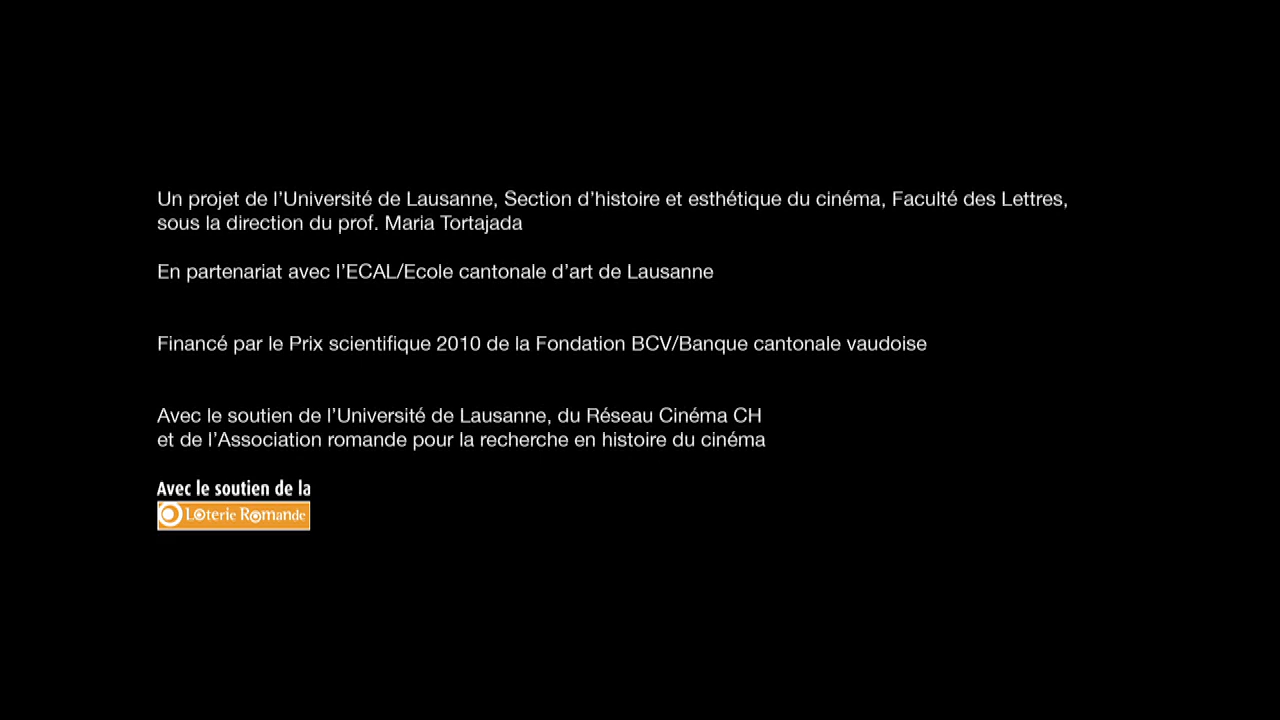 Un projet de l’Université de Lausanne, Section d’histoire et esthétique du cinéma, Faculté des Lettres,
sous la direction du prof. Maria Tortajada
En partenariat avec l’ECAL/Ecole cantonale d’art de Lausanne
Financé par le Prix scientifique 2010 de la Fondation BCV/Banque cantonale vaudoise
Avec le soutien de l’Université de Lausanne, du Réseau Cinéma CH
et de l’Association romande pour la recherche en histoire du cinéma
Avec le soutien de la
Loterie Romande